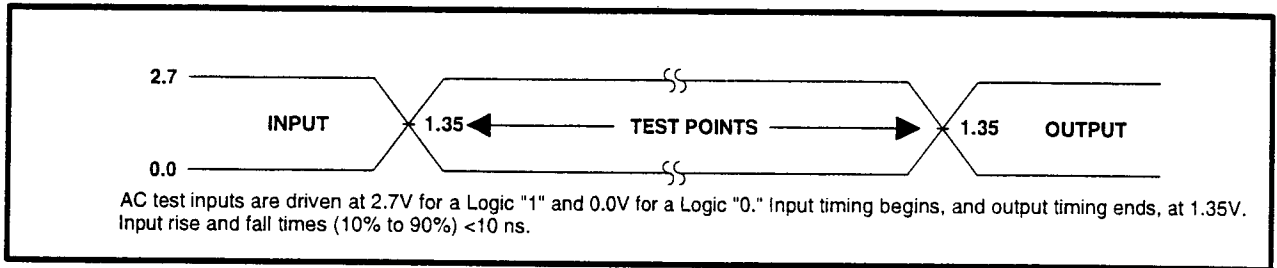 2.7
INPUT 1.35 TEST POINTS 1.35 OUTPUT
0.0
AC test inputs are driven at 2.7V for a Logic "1" and 0.0V for a Logic "0." Input timing begins, and output timing ends, at 1.35V.
Input rise and fall times (10% to 90%) <10 ns.